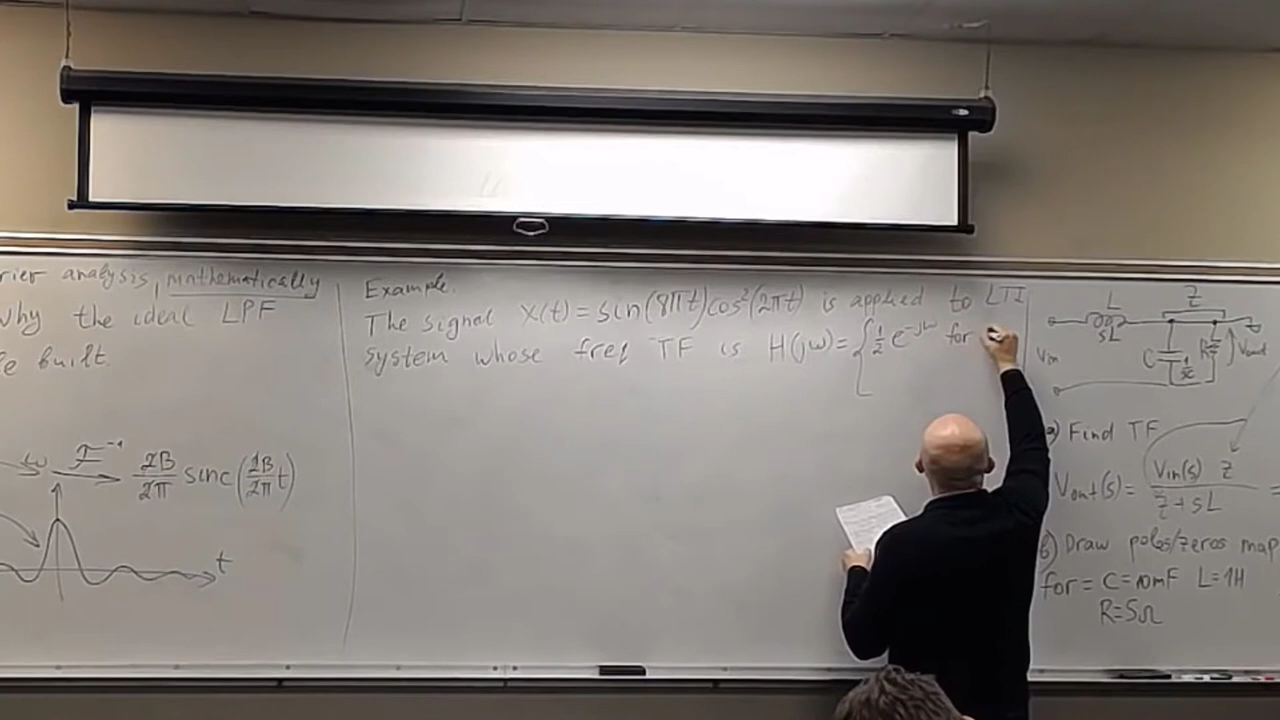 rier analysis, mathematically
why the ideal LPF
e built.
F⁻¹ 2B/2π sinc(2B/2π t)
t
Example.
The signal x(t)=sin(8πt)cos²(2πt) is applied to LTI
system whose freq TF is H(jω)={1/2 e^-jω for
L Z
sL
Vin C 1/sC R Vout
a) Find TF
Vout(s)= Vin(s) Z / Z+sL =
b) Draw poles/zeros map
for= C=10mF L=1H
R=5Ω